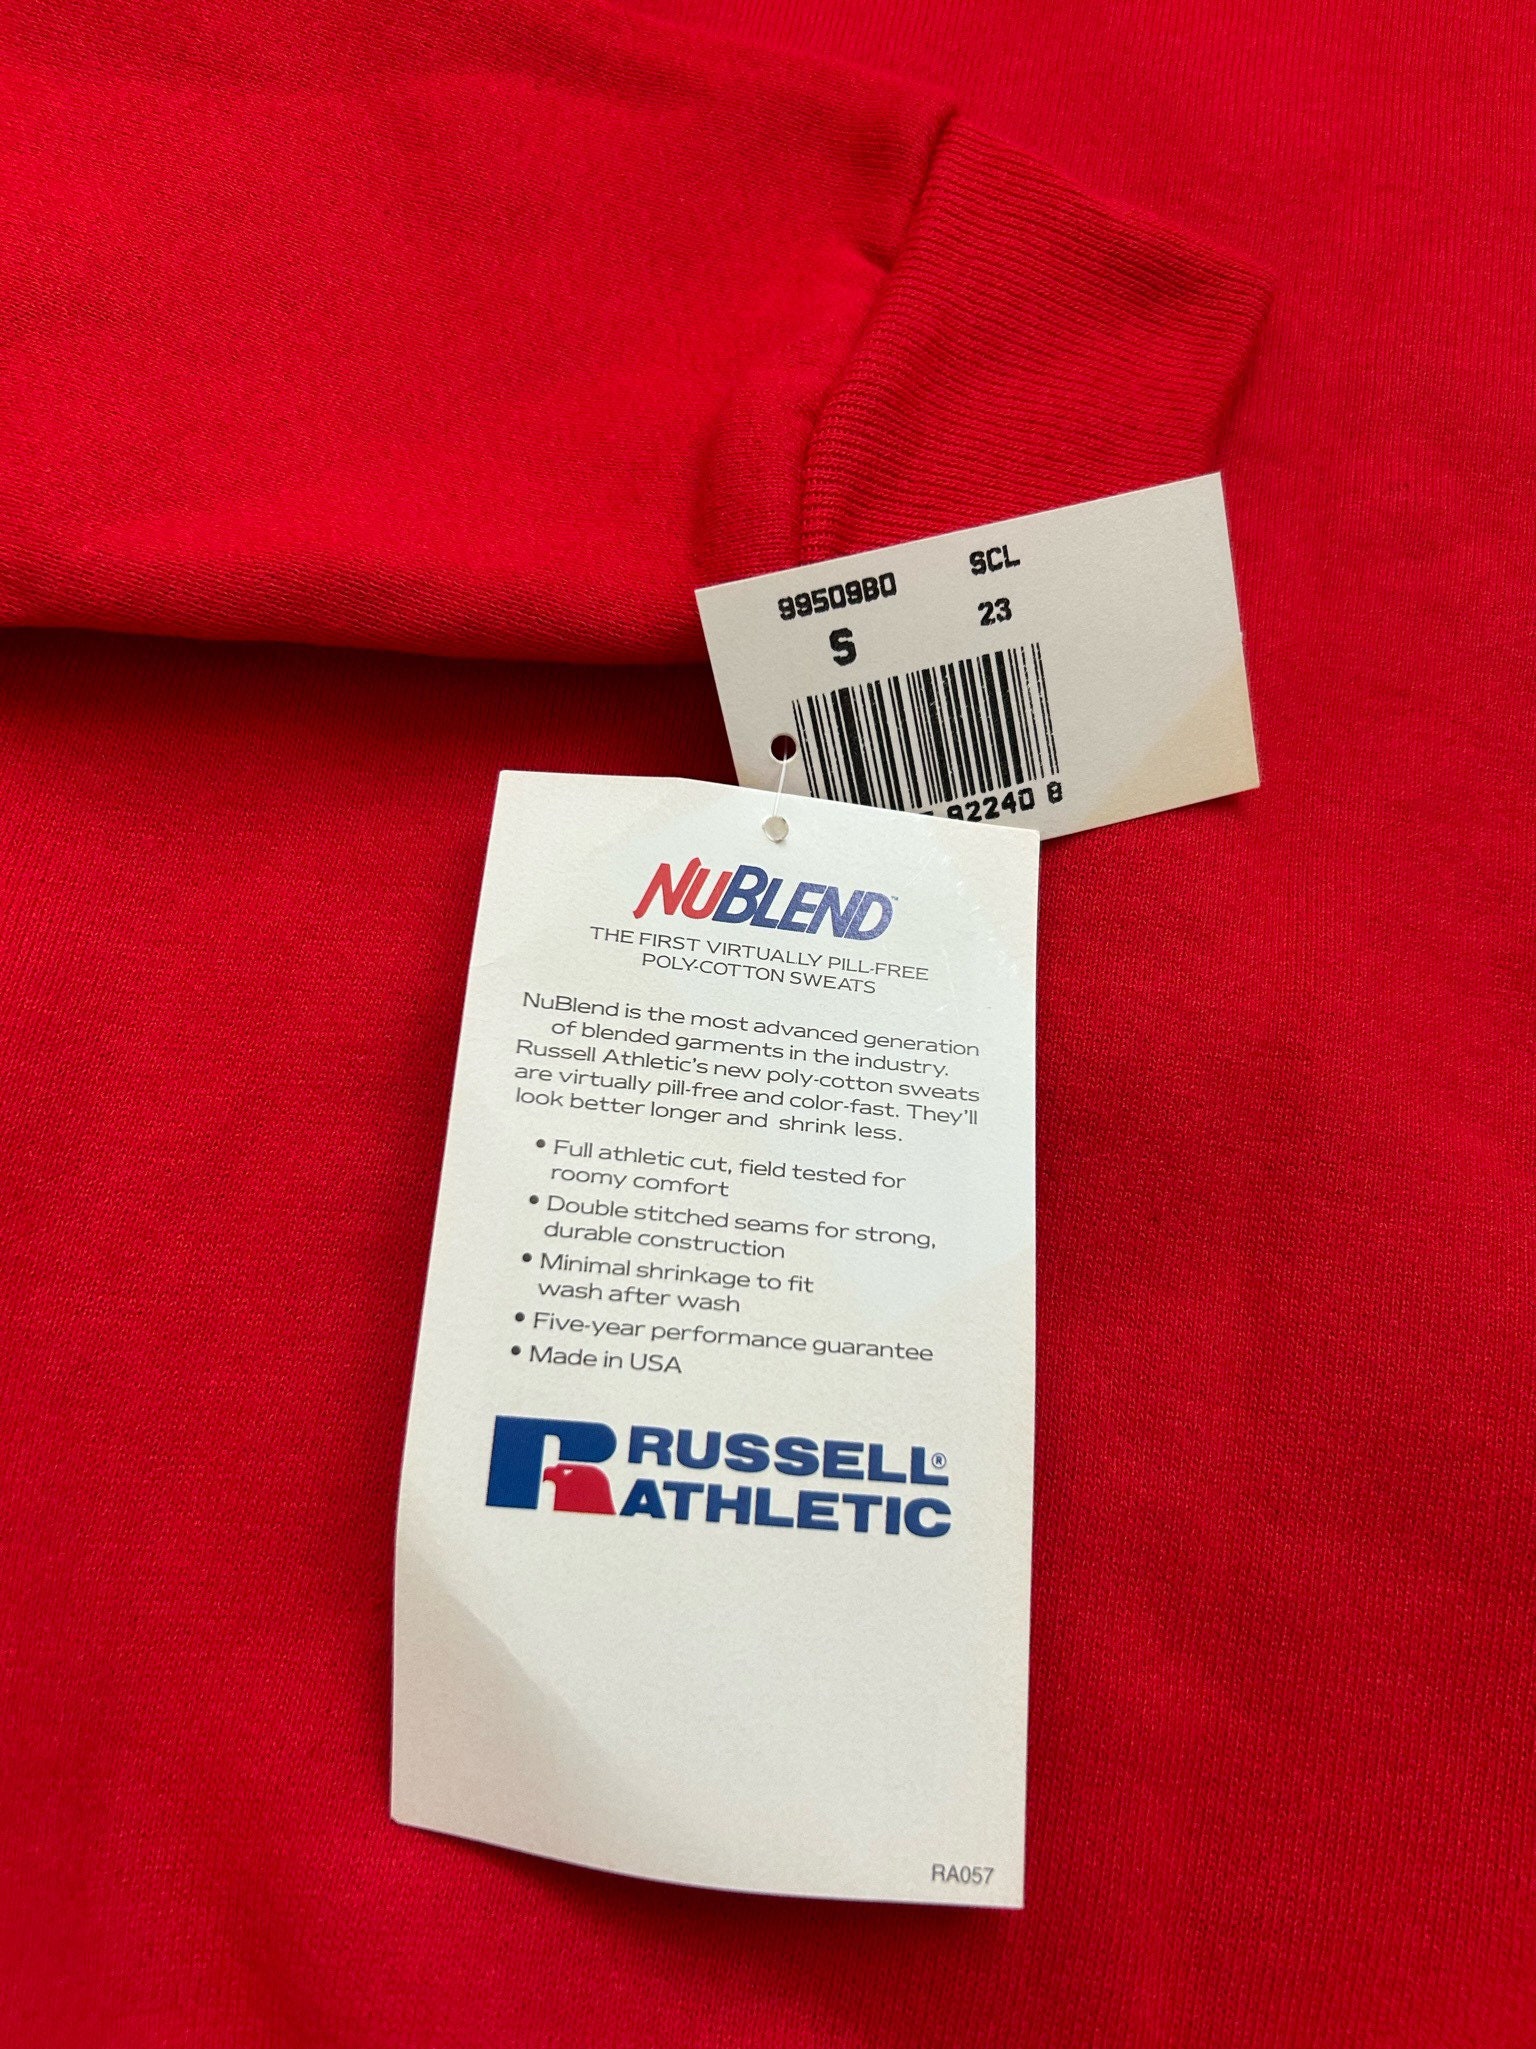 99509B0 SCL
S 23
92240 8
NUBLEND™
THE FIRST VIRTUALLY PILL-FREE
POLY-COTTON SWEATS
NuBlend is the most advanced generation
of blended garments in the industry.
Russell Athletic's new poly-cotton sweats
are virtually pill-free and color-fast. They'll
look better longer and shrink less.
• Full athletic cut, field tested for
roomy comfort
• Double stitched seams for strong,
durable construction
• Minimal shrinkage to fit
wash after wash
• Five-year performance guarantee
• Made in USA
R RUSSELL®
ATHLETIC
RA057